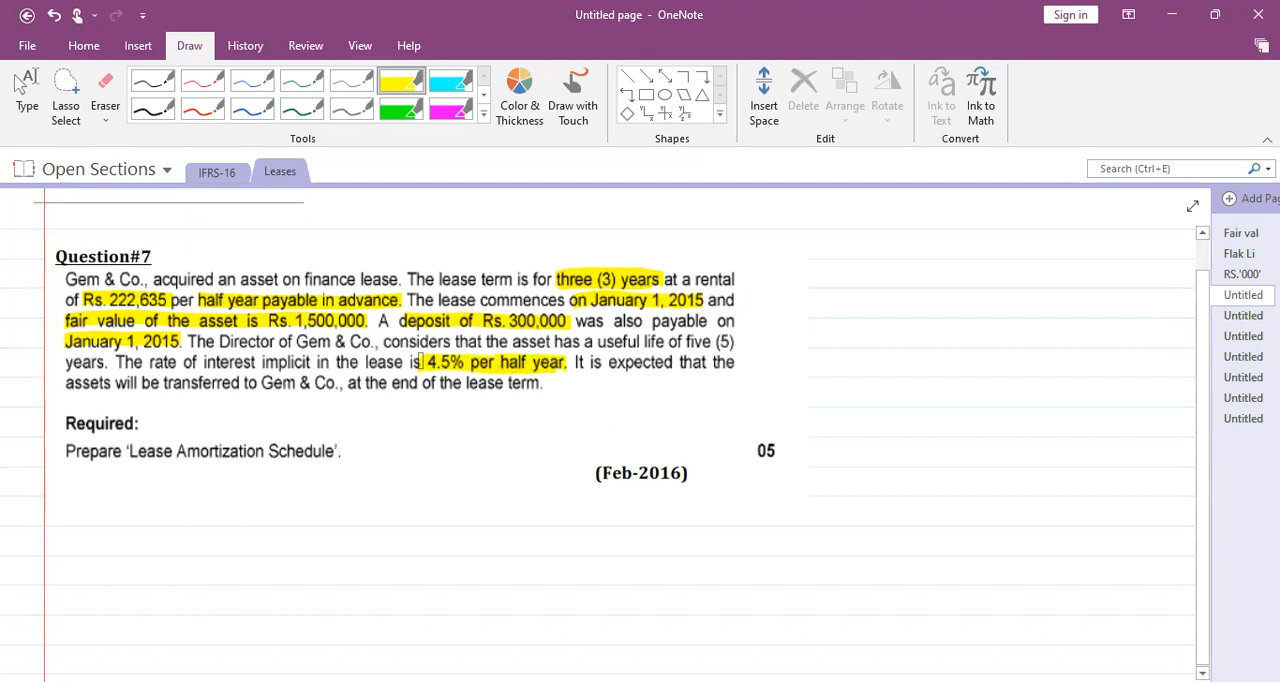 Untitled page - OneNote
Sign in
File Home Insert Draw History Review View Help
Type
Lasso Select
Eraser
Color & Thickness
Draw with Touch
Insert Space
Delete
Arrange
Rotate
Ink to Text
Ink to Math
Tools Shapes Edit Convert
Open Sections IFRS-16 Leases Search (Ctrl+E)
Add Pag
Fair val
Flak Li
RS.'000'
Untitled
Untitled
Untitled
Untitled
Untitled
Untitled
Untitled
Question#7
Gem & Co., acquired an asset on finance lease. The lease term is for three (3) years at a rental
of Rs. 222,635 per half year payable in advance. The lease commences on January 1, 2015 and
fair value of the asset is Rs. 1,500,000. A deposit of Rs. 300,000 was also payable on
January 1, 2015. The Director of Gem & Co., considers that the asset has a useful life of five (5)
years. The rate of interest implicit in the lease is 4.5% per half year. It is expected that the
assets will be transferred to Gem & Co., at the end of the lease term.
Required:
Prepare ‘Lease Amortization Schedule’. 05
(Feb-2016)